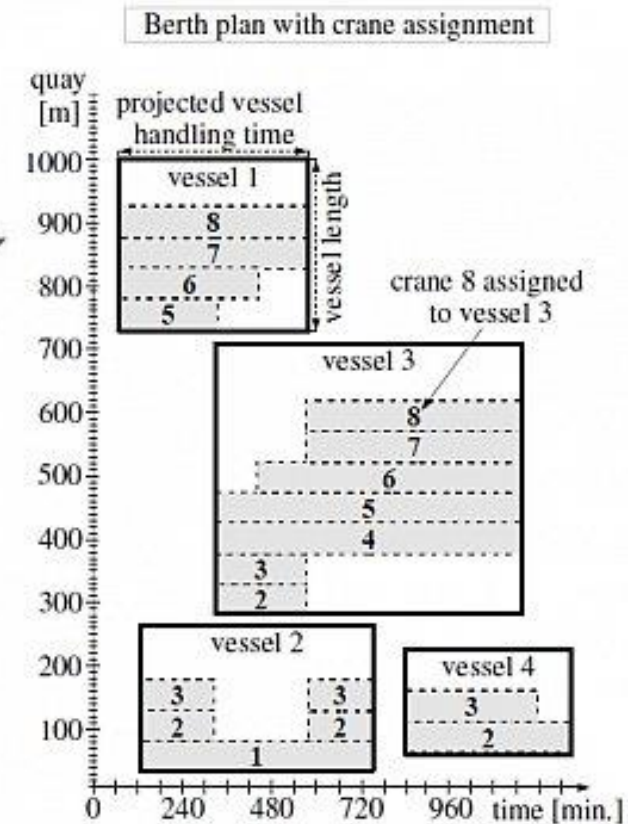 Berth plan with crane assignment
quay
[m]
projected vessel
handling time
1000
900
800
700
600
500
400
300
200
100
vessel 1
8
7
6
5
vessel length
crane 8 assigned
to vessel 3
vessel 3
8
7
6
5
4
3
2
vessel 2
3
3
2
2
1
vessel 4
3
2
0 240 480 720 960 time [min.]